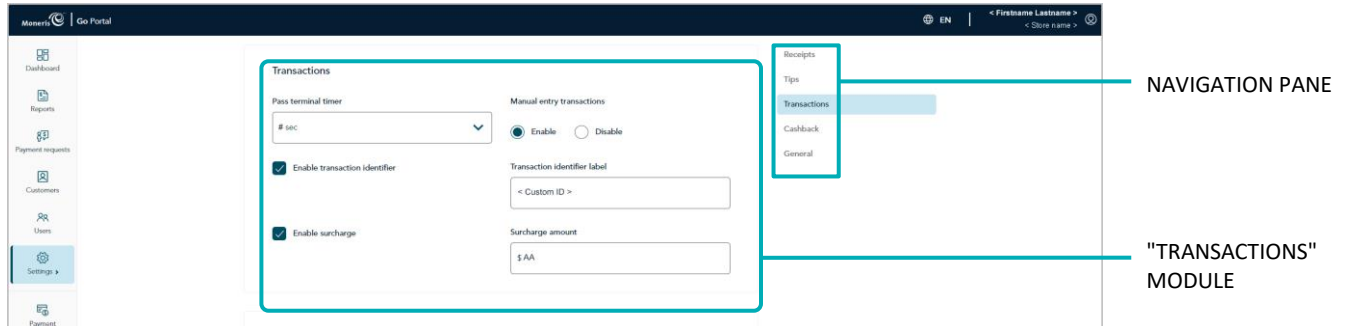 Moneris Go Portal
EN
< Firstname Lastname >
< Store name >
Dashboard
Reports
Payment requests
Customers
Users
Settings
Payment
Transactions
Pass terminal timer
# sec
Manual entry transactions
Enable
Disable
Enable transaction identifier
Transaction identifier label
< Custom ID >
Enable surcharge
Surcharge amount
$ AA
Receipts
Tips
Transactions
Cashback
General
NAVIGATION PANE
"TRANSACTIONS"
MODULE